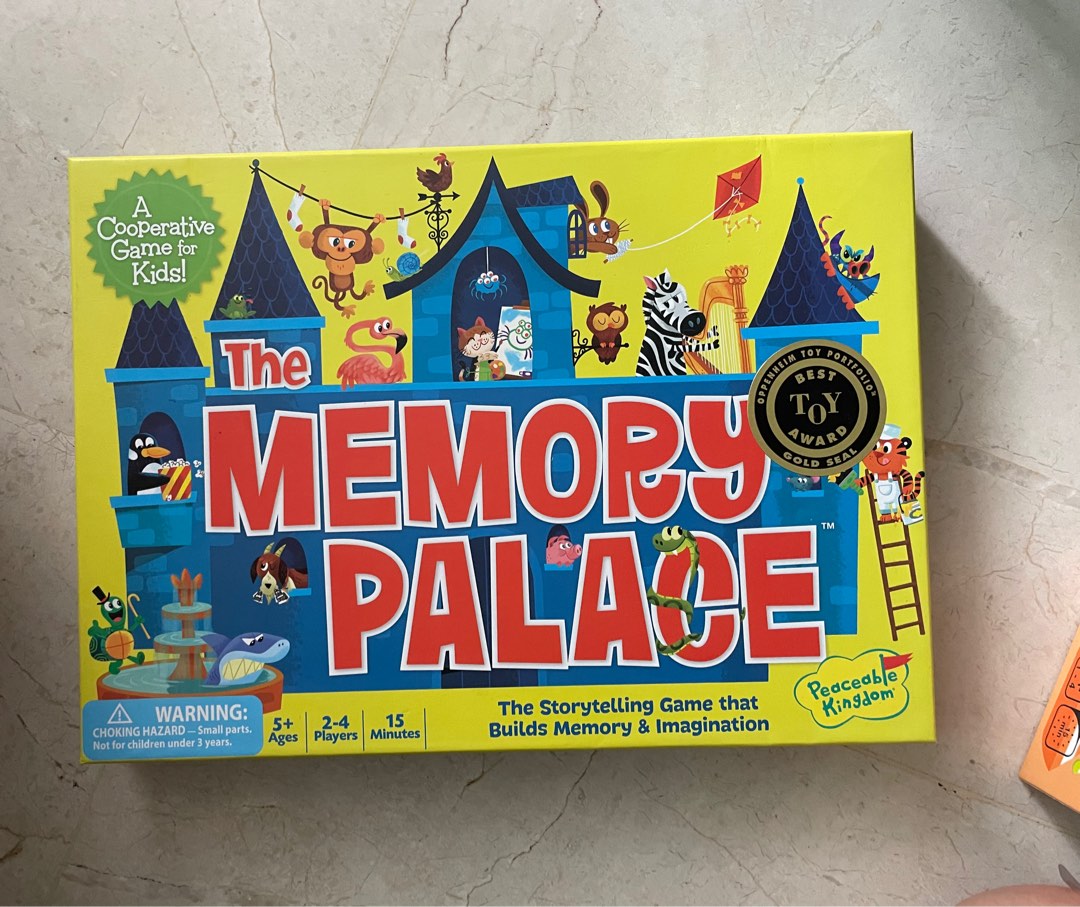 A
Cooperative
Game for
Kids!
The
MEMORY
PALACE™
OPPENHEIM TOY PORTFOLIO
BEST
TOY
AWARD
GOLD SEAL
Peaceable
Kingdom
WARNING:
CHOKING HAZARD — Small parts.
Not for children under 3 years.
5+
Ages
2-4
Players
15
Minutes
The Storytelling Game that
Builds Memory & Imagination